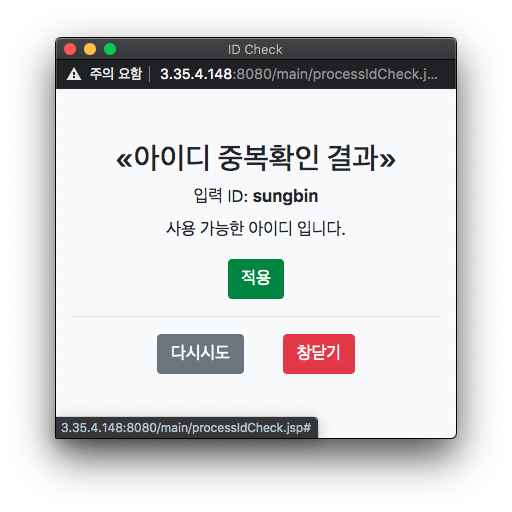 ID Check
주의 요함 3.35.4.148:8080/main/processIdCheck.j...
«아이디 중복확인 결과»
입력 ID: sungbin
사용 가능한 아이디 입니다.
적용
다시시도 창닫기
3.35.4.148:8080/main/processIdCheck.jsp#